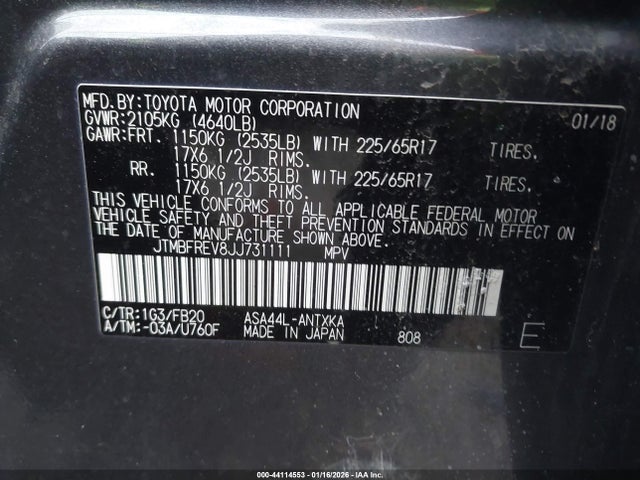 MFD.BY:TOYOTA MOTOR CORPORATION 01/18
GVWR:2105KG (4640LB)
GAWR:FRT. 1150KG (2535LB) WITH 225/65R17 TIRES.
17X6 1/2J RIMS.
RR. 1150KG (2535LB) WITH 225/65R17 TIRES.
17X6 1/2J RIMS.
THIS VEHICLE CONFORMS TO ALL APPLICABLE FEDERAL MOTOR
VEHICLE SAFETY AND THEFT PREVENTION STANDARDS IN EFFECT ON
THE DATE OF MANUFACTURE SHOWN ABOVE.
JTMBFREV8JJ731111 MPV
C/TR:1G3/FB20 ASA44L-ANTXKA
A/TM:-03A/U760F MADE IN JAPAN 808 E
000-44114553 - 01/16/2026 - IAA Inc.